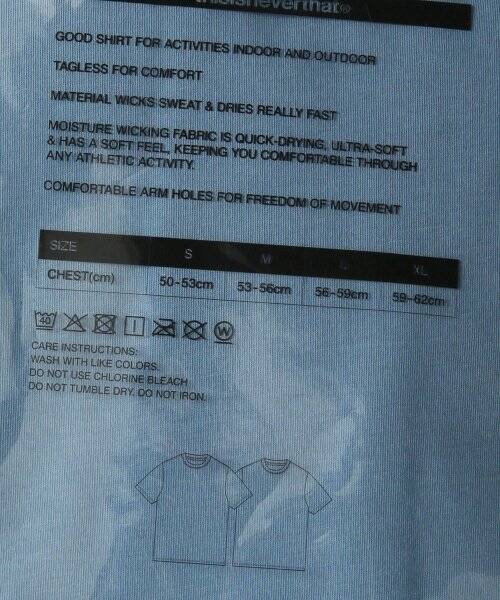 thisisneverthat®
GOOD SHIRT FOR ACTIVITIES INDOOR AND OUTDOOR
TAGLESS FOR COMFORT
MATERIAL WICKS SWEAT & DRIES REALLY FAST
MOISTURE WICKING FABRIC IS QUICK-DRYING, ULTRA-SOFT
& HAS A SOFT FEEL, KEEPING YOU COMFORTABLE THROUGH
ANY ATHLETIC ACTIVITY.
COMFORTABLE ARM HOLES FOR FREEDOM OF MOVEMENT
SIZE S M L XL
CHEST(cm) 50-53cm 53-56cm 56-59cm 59-62cm
40 W
CARE INSTRUCTIONS:
WASH WITH LIKE COLORS.
DO NOT USE CHLORINE BLEACH
DO NOT TUMBLE DRY. DO NOT IRON.